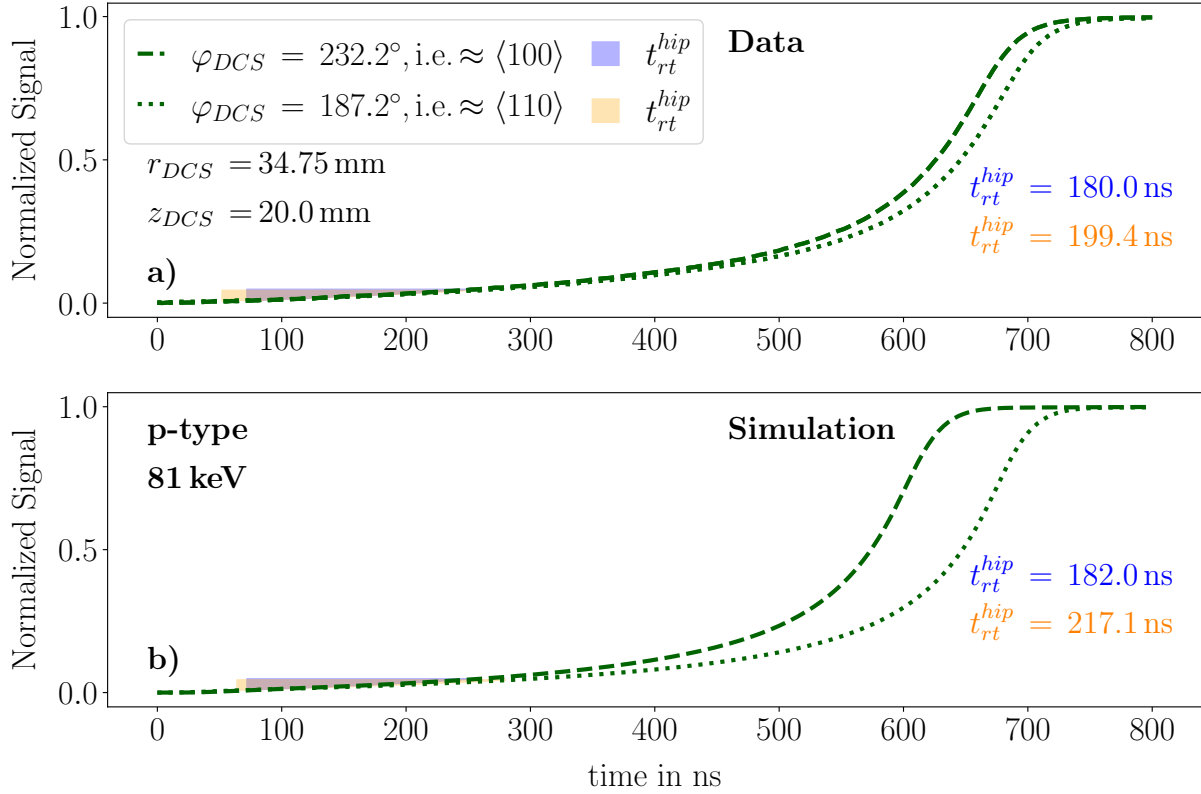 1.0
Data
φ_DCS = 232.2°, i.e. ≈ ⟨100⟩ t_rt^hip
φ_DCS = 187.2°, i.e. ≈ ⟨110⟩ t_rt^hip
Normalized Signal
0.5
r_DCS = 34.75 mm
z_DCS = 20.0 mm
t_rt^hip = 180.0 ns
t_rt^hip = 199.4 ns
a)
0.0
0 100 200 300 400 500 600 700 800
1.0
p-type
81 keV
Simulation
Normalized Signal
0.5
t_rt^hip = 182.0 ns
t_rt^hip = 217.1 ns
b)
0.0
0 100 200 300 400 500 600 700 800
time in ns